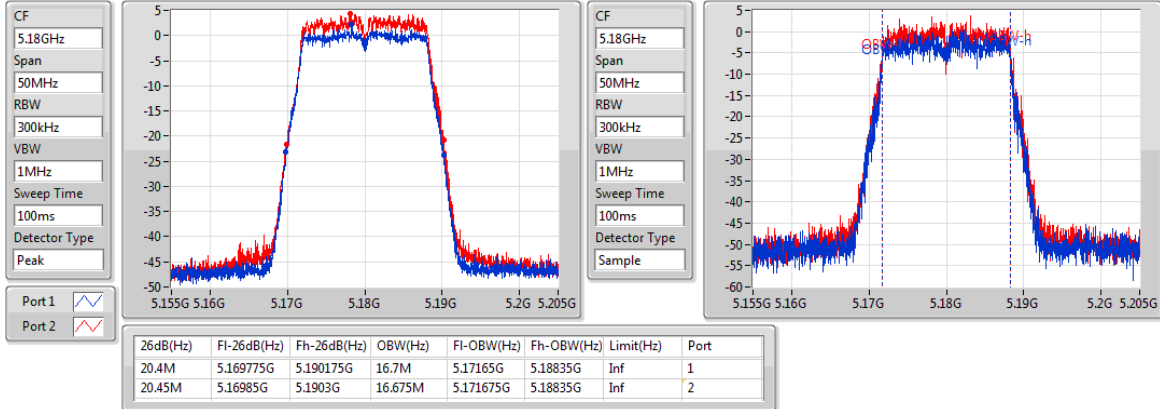 CF
5.18GHz
Span
50MHz
RBW
300kHz
VBW
1MHz
Sweep Time
100ms
Detector Type
Peak
Port 1
Port 2
5
0
-5
-10
-15
-20
-25
-30
-35
-40
-45
-50
5.155G 5.16G 5.17G 5.18G 5.19G 5.2G 5.205G
CF
5.18GHz
Span
50MHz
RBW
300kHz
VBW
1MHz
Sweep Time
100ms
Detector Type
Sample
5
0
-5
-10
-15
-20
-25
-30
-35
-40
-45
-50
-55
-60
5.155G 5.16G 5.17G 5.18G 5.19G 5.2G 5.205G
26dB(Hz) Fl-26dB(Hz) Fh-26dB(Hz) OBW(Hz) Fl-OBW(Hz) Fh-OBW(Hz) Limit(Hz) Port
20.4M 5.169775G 5.190175G 16.7M 5.17165G 5.18835G Inf 1
20.45M 5.16985G 5.1903G 16.675M 5.171675G 5.18835G Inf 2